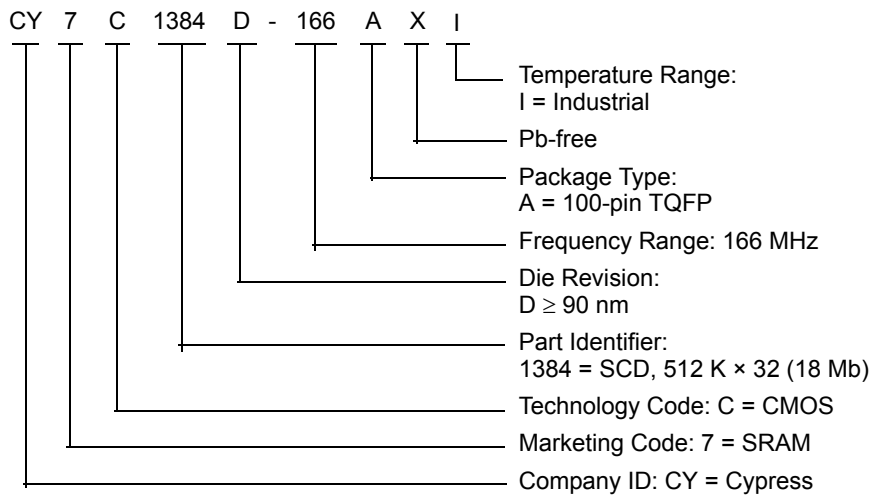 CY 7 C 1384 D - 166 A X I
Temperature Range:
I = Industrial
Pb-free
Package Type:
A = 100-pin TQFP
Frequency Range: 166 MHz
Die Revision:
D ≥ 90 nm
Part Identifier:
1384 = SCD, 512 K × 32 (18 Mb)
Technology Code: C = CMOS
Marketing Code: 7 = SRAM
Company ID: CY = Cypress